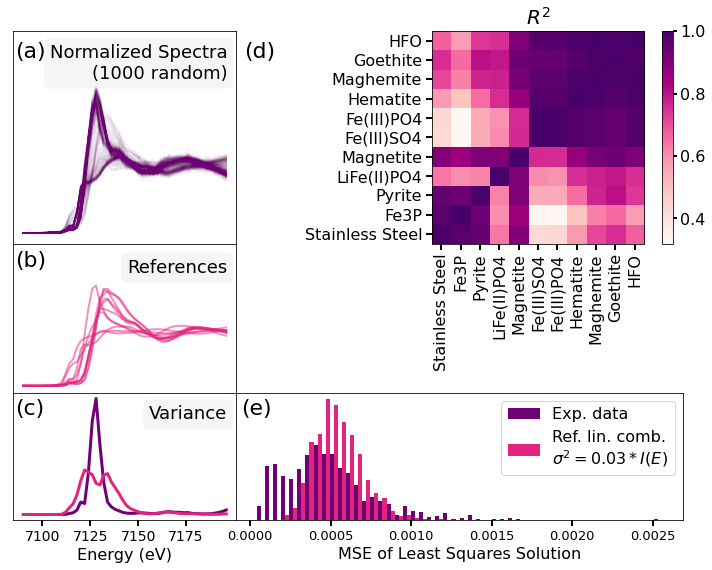 (a) Normalized Spectra
(1000 random)
(b) References
(c) Variance
7100 7125 7150 7175
Energy (eV)
(d)
R²
HFO
Goethite
Maghemite
Hematite
Fe(III)PO4
Fe(III)SO4
Magnetite
LiFe(II)PO4
Pyrite
Fe3P
Stainless Steel
Stainless Steel
Fe3P
Pyrite
LiFe(II)PO4
Magnetite
Fe(III)SO4
Fe(III)PO4
Hematite
Maghemite
Goethite
HFO
1.0
0.8
0.6
0.4
(e)
Exp. data
Ref. lin. comb.
σ² = 0.03 * I(E)
0.0000 0.0005 0.0010 0.0015 0.0020 0.0025
MSE of Least Squares Solution